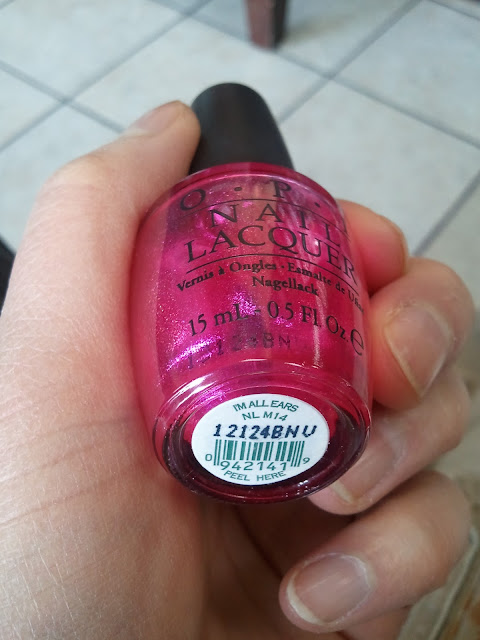 O·P·I
NAIL
LACQUER
Vernis à Ongles · Esmalte de Uñas
Nagellack
15 mL - 0.5 Fl Oz. e
I'M ALL EARS
NL M14
12124BNU
0 942141 9
PEEL HERE